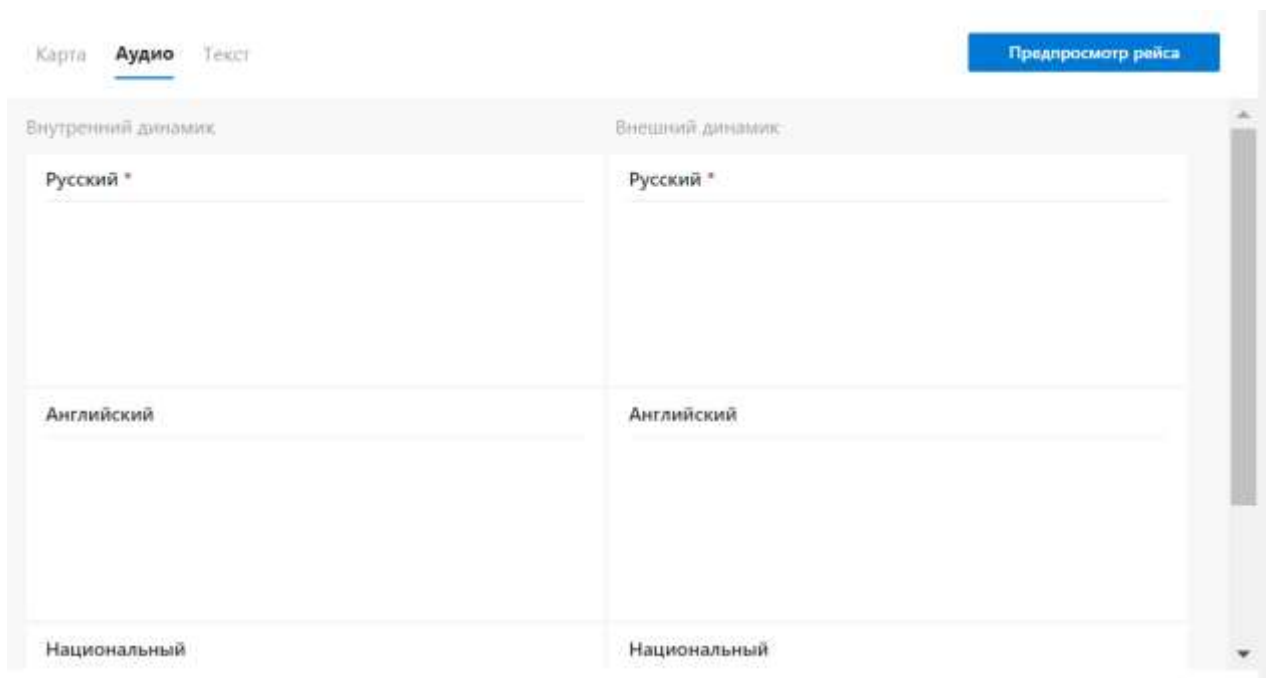 Карта Аудио Текст Предпросмотр рейса
Внутренний динамик Внешний динамик
Русский * Русский *
Английский Английский
Национальный Национальный